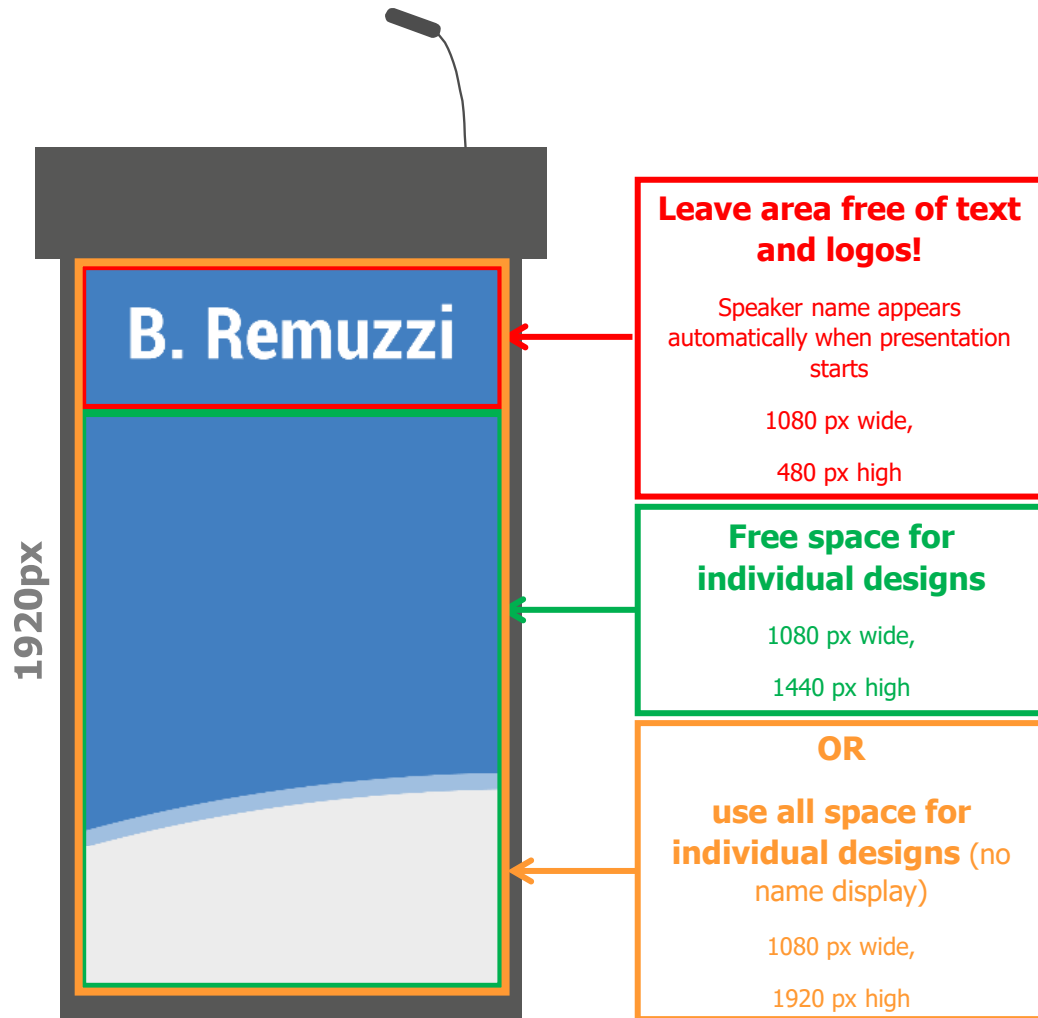 B. Remuzzi
1920px
Leave area free of text
and logos!
Speaker name appears
automatically when presentation
starts
1080 px wide,
480 px high
Free space for
individual designs
1080 px wide,
1440 px high
OR
use all space for
individual designs (no
name display)
1080 px wide,
1920 px high